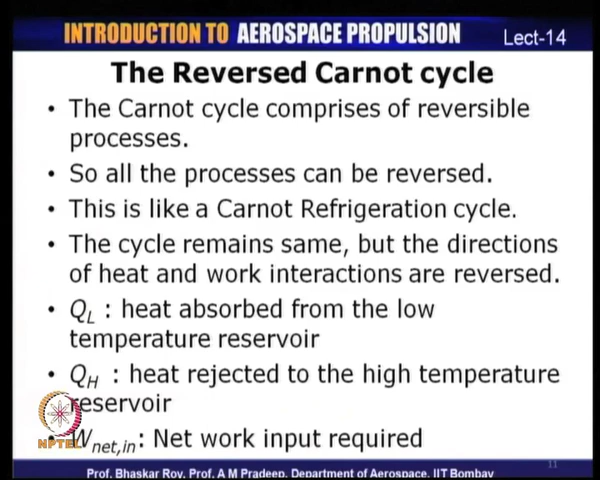 INTRODUCTION TO AEROSPACE PROPULSION Lect-14
The Reversed Carnot cycle
• The Carnot cycle comprises of reversible
processes.
• So all the processes can be reversed.
• This is like a Carnot Refrigeration cycle.
• The cycle remains same, but the directions
of heat and work interactions are reversed.
• Q_L : heat absorbed from the low
temperature reservoir
• Q_H : heat rejected to the high temperature
reservoir
• W_net,in: Net work input required
NPTEL
11
Prof. Bhaskar Roy, Prof. A M Pradeep, Department of Aerospace, IIT Bombay